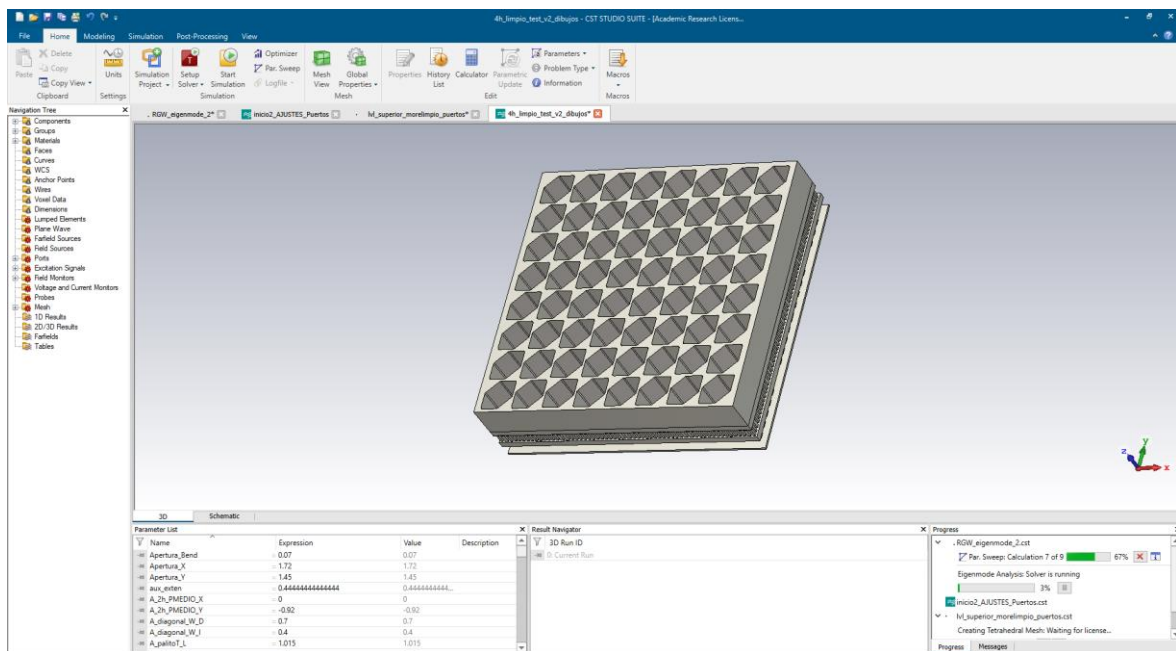 4h_limpio_test_v2_dibujos - CST STUDIO SUITE - [Academic Research Licens...
File Home Modeling Simulation Post-Processing View
Paste
Delete
Copy
Copy View
Clipboard
Units
Settings
Simulation Project
Setup Solver
Start Simulation
Optimizer
Par. Sweep
Logfile
Simulation
Mesh View
Global Properties
Mesh
Properties
History List
Calculator
Parametric Update
Parameters
Problem Type
Information
Edit
Macros
Macros
Navigation Tree X
. RGW_eigenmode_2* inicio2_AJUSTES_Puertos lvl_superior_morelimpio_puertos* 4h_limpio_test_v2_dibujos*
Components
Groups
Materials
Faces
Curves
WCS
Anchor Points
Wires
Voxel Data
Dimensions
Lumped Elements
Plane Wave
Farfield Sources
Field Sources
Ports
Excitation Signals
Field Monitors
Voltage and Current Monitors
Probes
Mesh
1D Results
2D/3D Results
Farfields
Tables
z y x
3D Schematic
Parameter List X
Name Expression Value Description
Apertura_Bend = 0.07 0.07
Apertura_X = 1.72 1.72
Apertura_Y = 1.45 1.45
aux_exten = 0.44444444444444 0.4444444444...
A_2h_PMEDIO_X = 0 0
A_2h_PMEDIO_Y = -0.92 -0.92
A_diagonal_W_D = 0.7 0.7
A_diagonal_W_I = 0.4 0.4
A_palitoT_L = 1.015 1.015
Result Navigator X
3D Run ID
0: Current Run
Progress
. RGW_eigenmode_2.cst
Par. Sweep: Calculation 7 of 9 67%
Eigenmode Analysis: Solver is running
3%
inicio2_AJUSTES_Puertos.cst
lvl_superior_morelimpio_puertos.cst
Creating Tetrahedral Mesh: Waiting for license...
Progress Messages